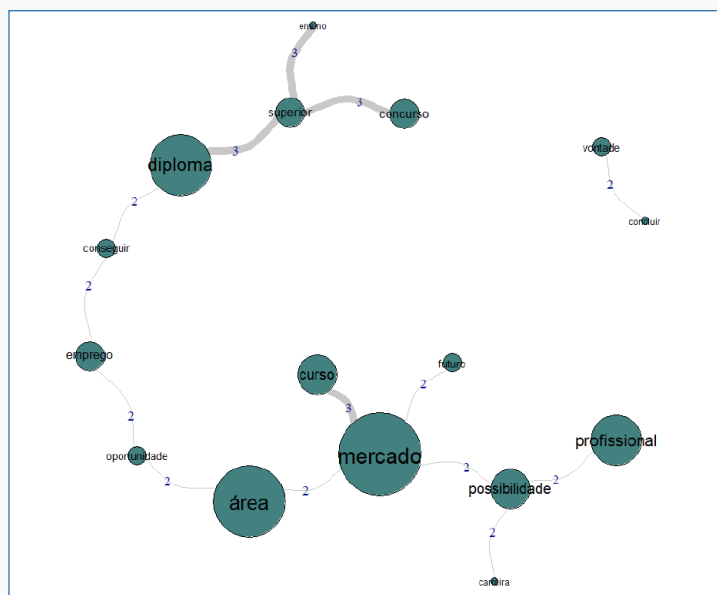 ensino
3
superior
3
concurso
3
diploma
vontade
2
2
concluir
conseguir
2
emprego
futuro
curso
2
2
3
profissional
mercado
oportunidade
2
2
2
possibilidade
2
área
2
carreira